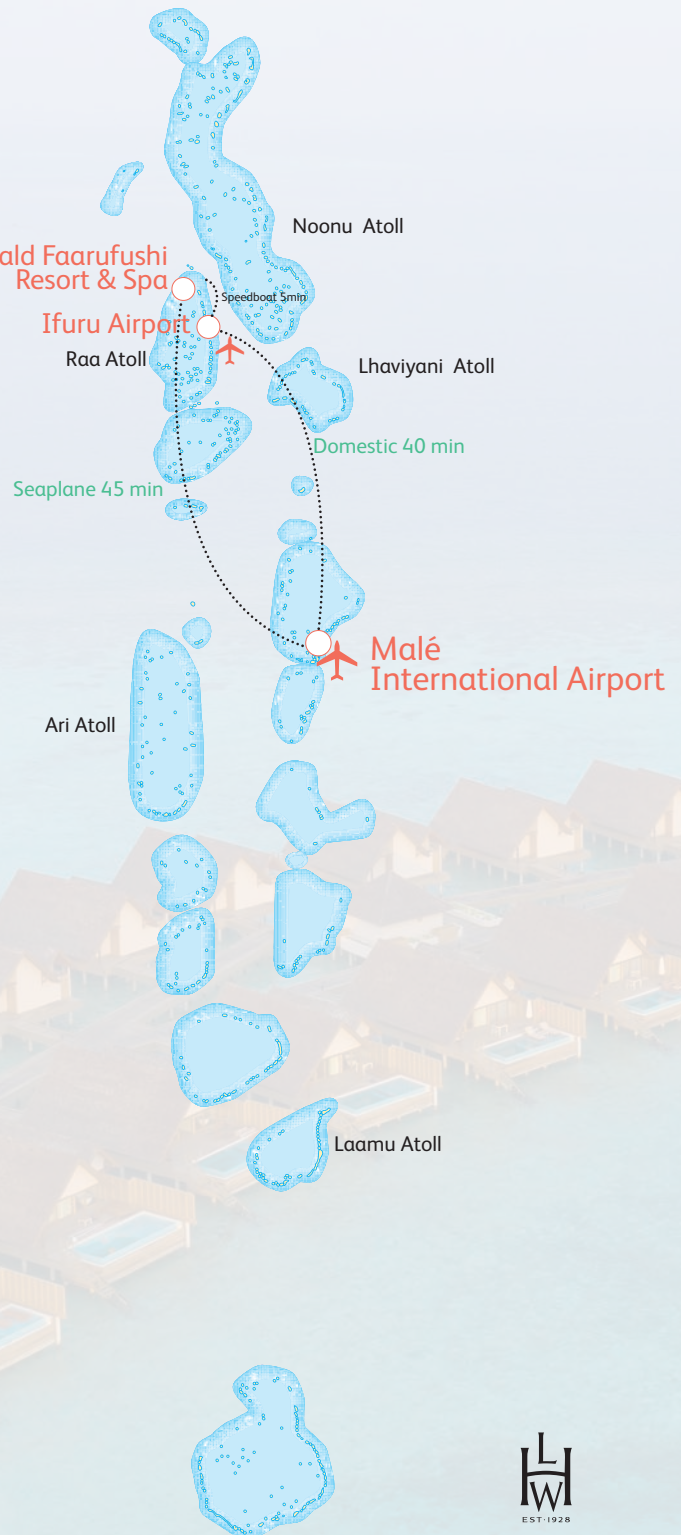 Noonu Atoll
ald Faarufushi
Resort & Spa
Speedboat 5min
Ifuru Airport
Raa Atoll
Lhaviyani Atoll
Domestic 40 min
Seaplane 45 min
Malé
International Airport
Ari Atoll
Laamu Atoll
LHW
EST·1928